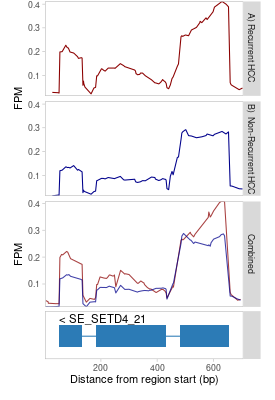 0.4
0.3
0.2
0.1
FPM
A) Recurrent HCC
0.4
0.3
0.2
0.1
B) Non-Recurrent HCC
0.4
0.3
0.2
0.1
FPM
Combined
< SE_SETD4_21
200
400
600
Distance from region start (bp)